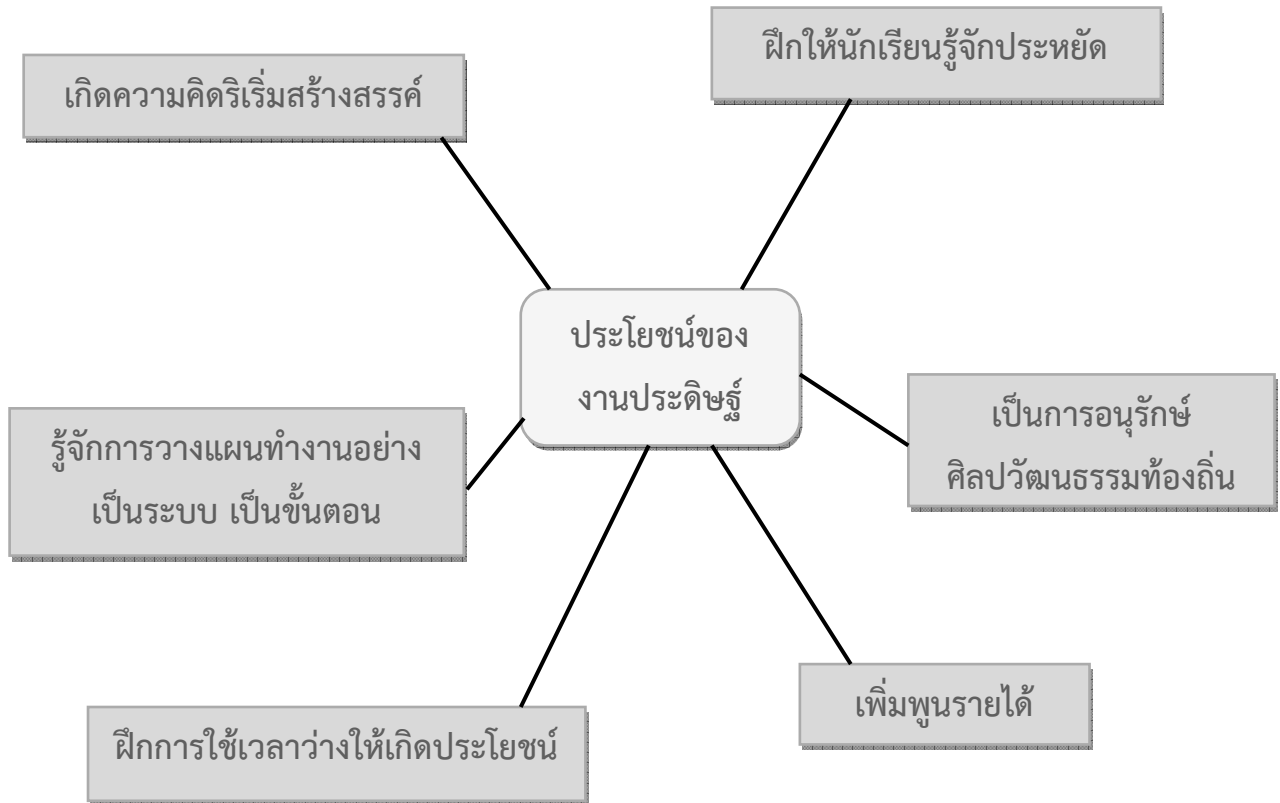 ฝึกให้นักเรียนรู้จักประหยัด
เกิดความคิดริเริ่มสร้างสรรค์
ประโยชน์ของ
งานประดิษฐ์
เป็นการอนุรักษ์
ศิลปวัฒนธรรมท้องถิ่น
รู้จักการวางแผนทำงานอย่าง
เป็นระบบ เป็นขั้นตอน
เพิ่มพูนรายได้
ฝึกการใช้เวลาว่างให้เกิดประโยชน์